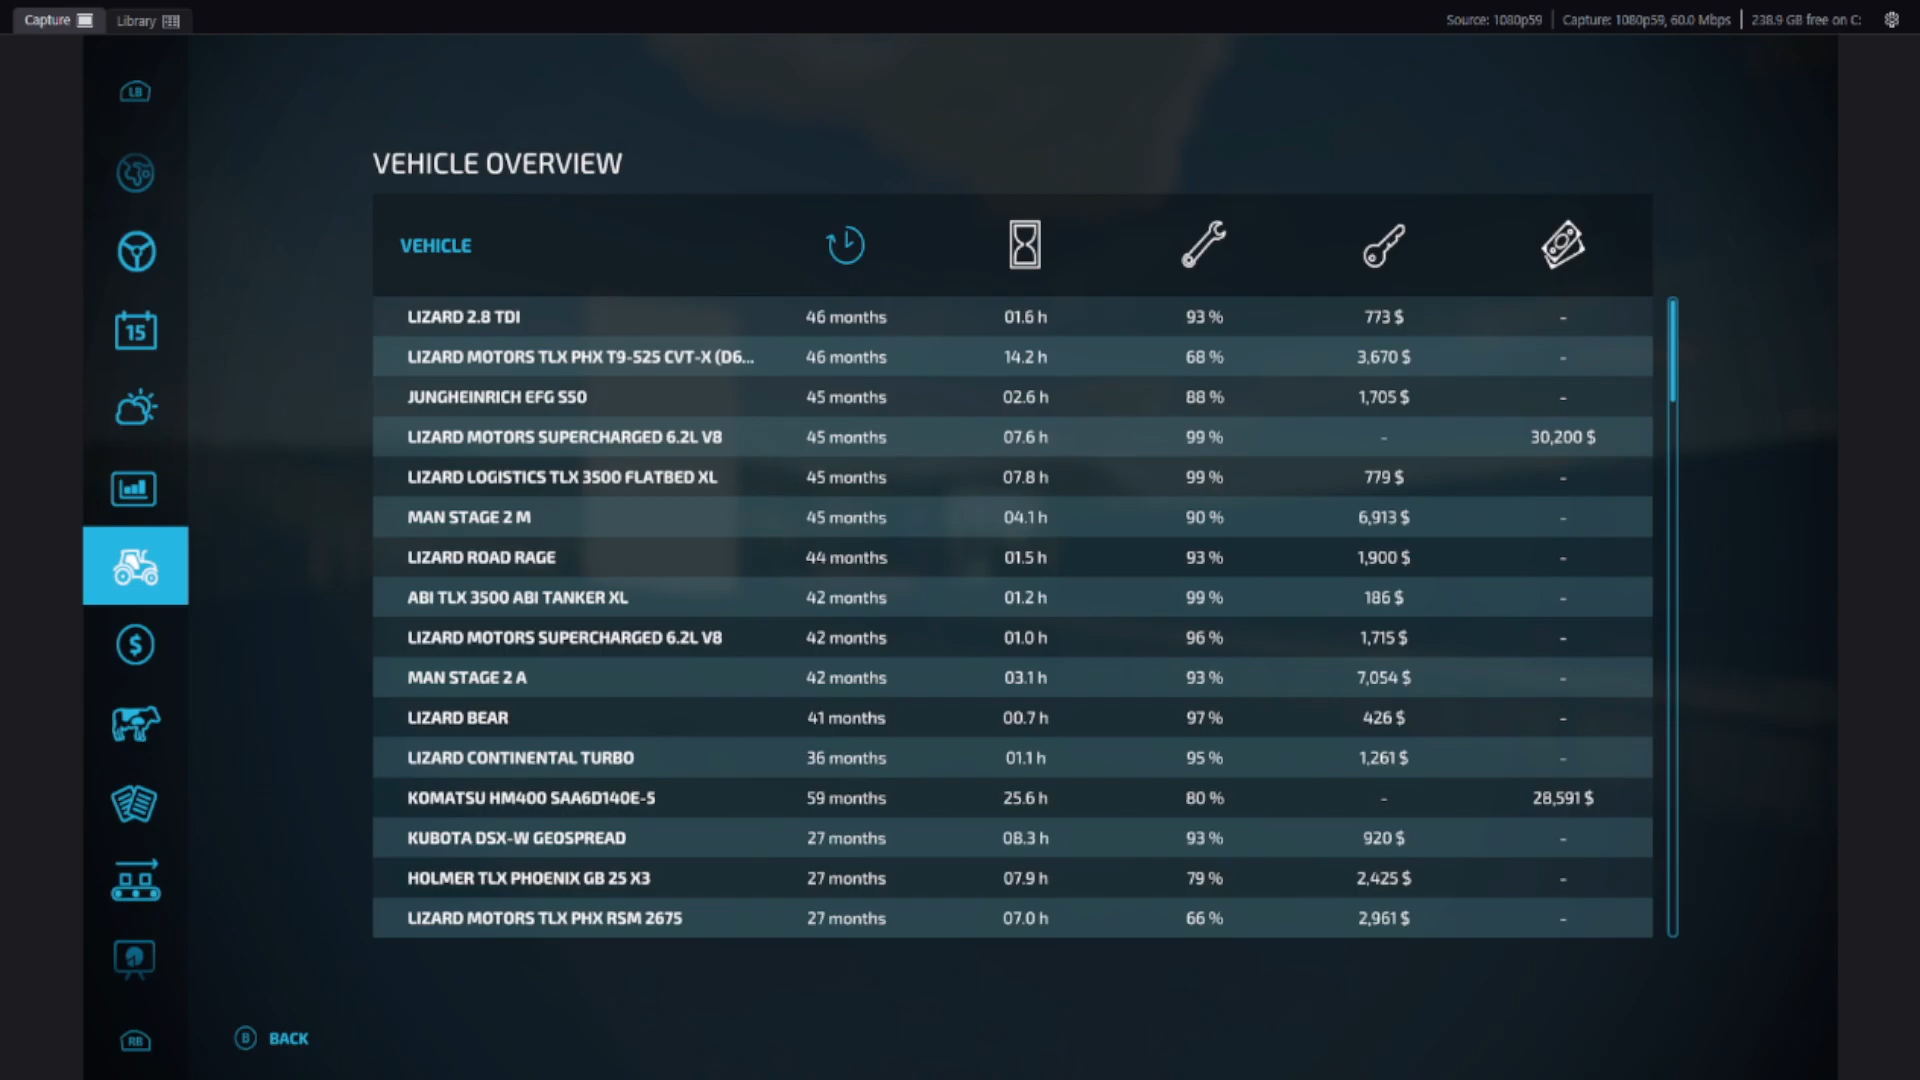 Capture
Library
Source: 1080p59
Capture: 1080p59, 60.0 Mbps
238.9 GB free on C:
LB
15
$
RB
VEHICLE OVERVIEW
VEHICLE
LIZARD 2.8 TDI 46 months 01.6 h 93 % 773 $ -
LIZARD MOTORS TLX PHX T9-525 CVT-X (D6... 46 months 14.2 h 68 % 3,670 $ -
JUNGHEINRICH EFG S50 45 months 02.6 h 88 % 1,705 $ -
LIZARD MOTORS SUPERCHARGED 6.2L V8 45 months 07.6 h 99 % - 30,200 $
LIZARD LOGISTICS TLX 3500 FLATBED XL 45 months 07.8 h 99 % 779 $ -
MAN STAGE 2 M 45 months 04.1 h 90 % 6,913 $ -
LIZARD ROAD RAGE 44 months 01.5 h 93 % 1,900 $ -
ABI TLX 3500 ABI TANKER XL 42 months 01.2 h 99 % 186 $ -
LIZARD MOTORS SUPERCHARGED 6.2L V8 42 months 01.0 h 96 % 1,715 $ -
MAN STAGE 2 A 42 months 03.1 h 93 % 7,054 $ -
LIZARD BEAR 41 months 00.7 h 97 % 426 $ -
LIZARD CONTINENTAL TURBO 36 months 01.1 h 95 % 1,261 $ -
KOMATSU HM400 SAA6D140E-5 59 months 25.6 h 80 % - 28,591 $
KUBOTA DSX-W GEOSPREAD 27 months 08.3 h 93 % 920 $ -
HOLMER TLX PHOENIX GB 25 X3 27 months 07.9 h 79 % 2,425 $ -
LIZARD MOTORS TLX PHX RSM 2675 27 months 07.0 h 66 % 2,961 $ -
B BACK